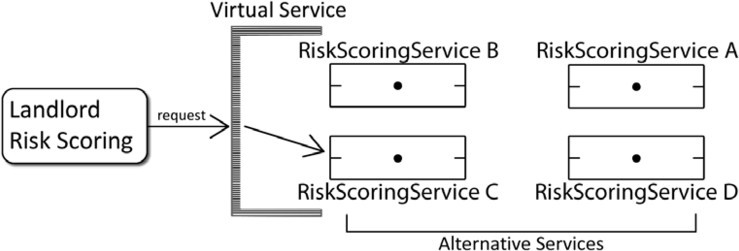 Virtual Service
RiskScoringService B
RiskScoringService A
Landlord
Risk Scoring
request
RiskScoringService C
RiskScoringService D
Alternative Services